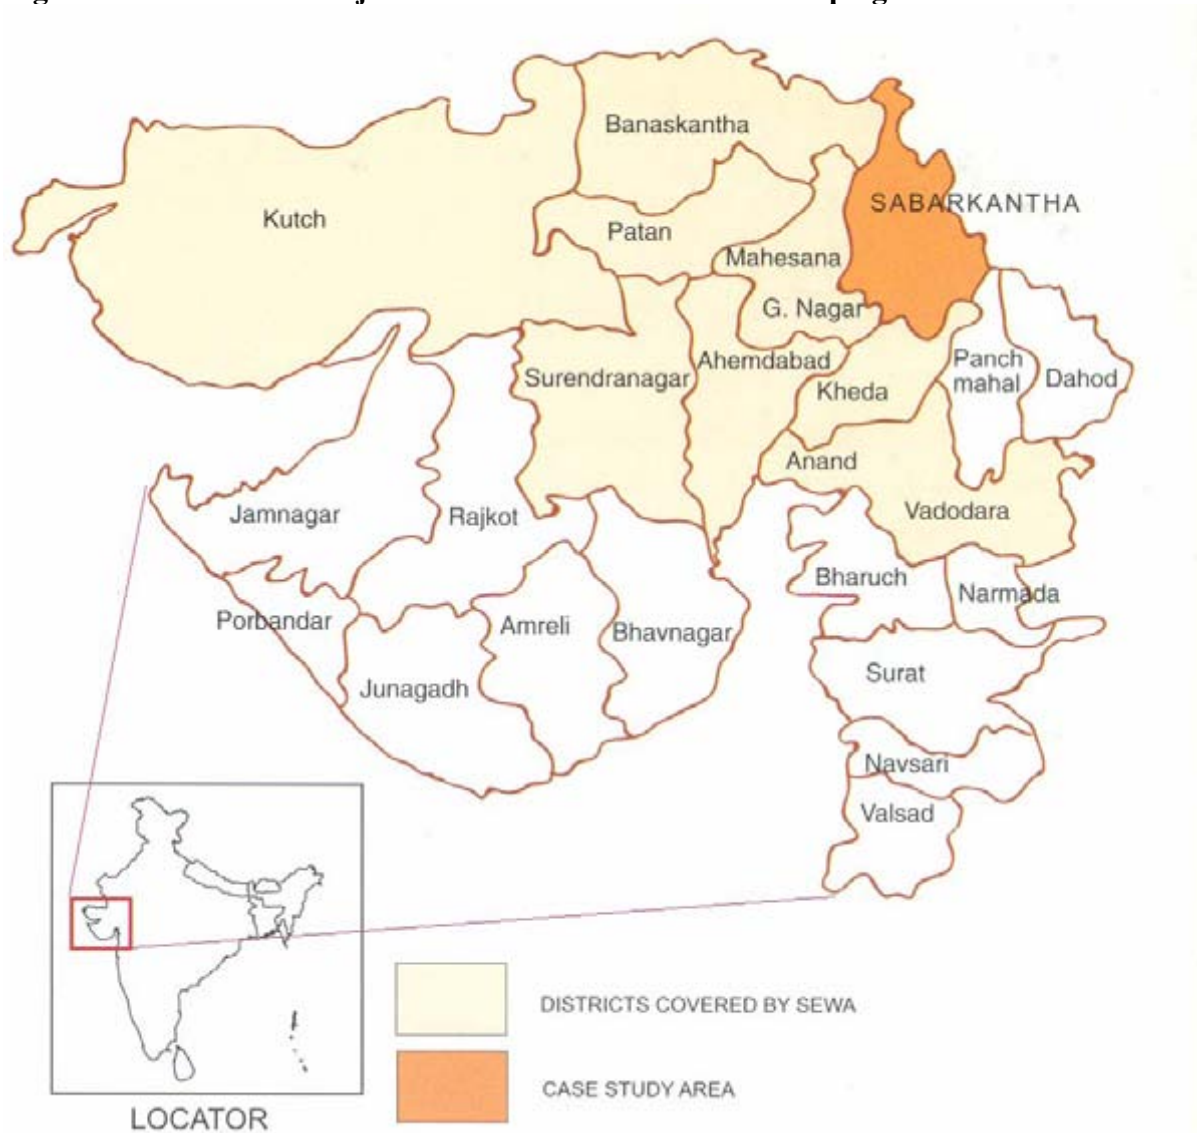 Banaskantha
SABARKANTHA
Kutch
Patan
Mahesana
G. Nagar
Ahemdabad
Panch
mahal
Dahod
Surendranagar
Kheda
Anand
Vadodara
Jamnagar
Rajkot
Bharuch
Narmada
Porbandar
Amreli
Bhavnagar
Surat
Junagadh
Navsari
Valsad
DISTRICTS COVERED BY SEWA
CASE STUDY AREA
LOCATOR